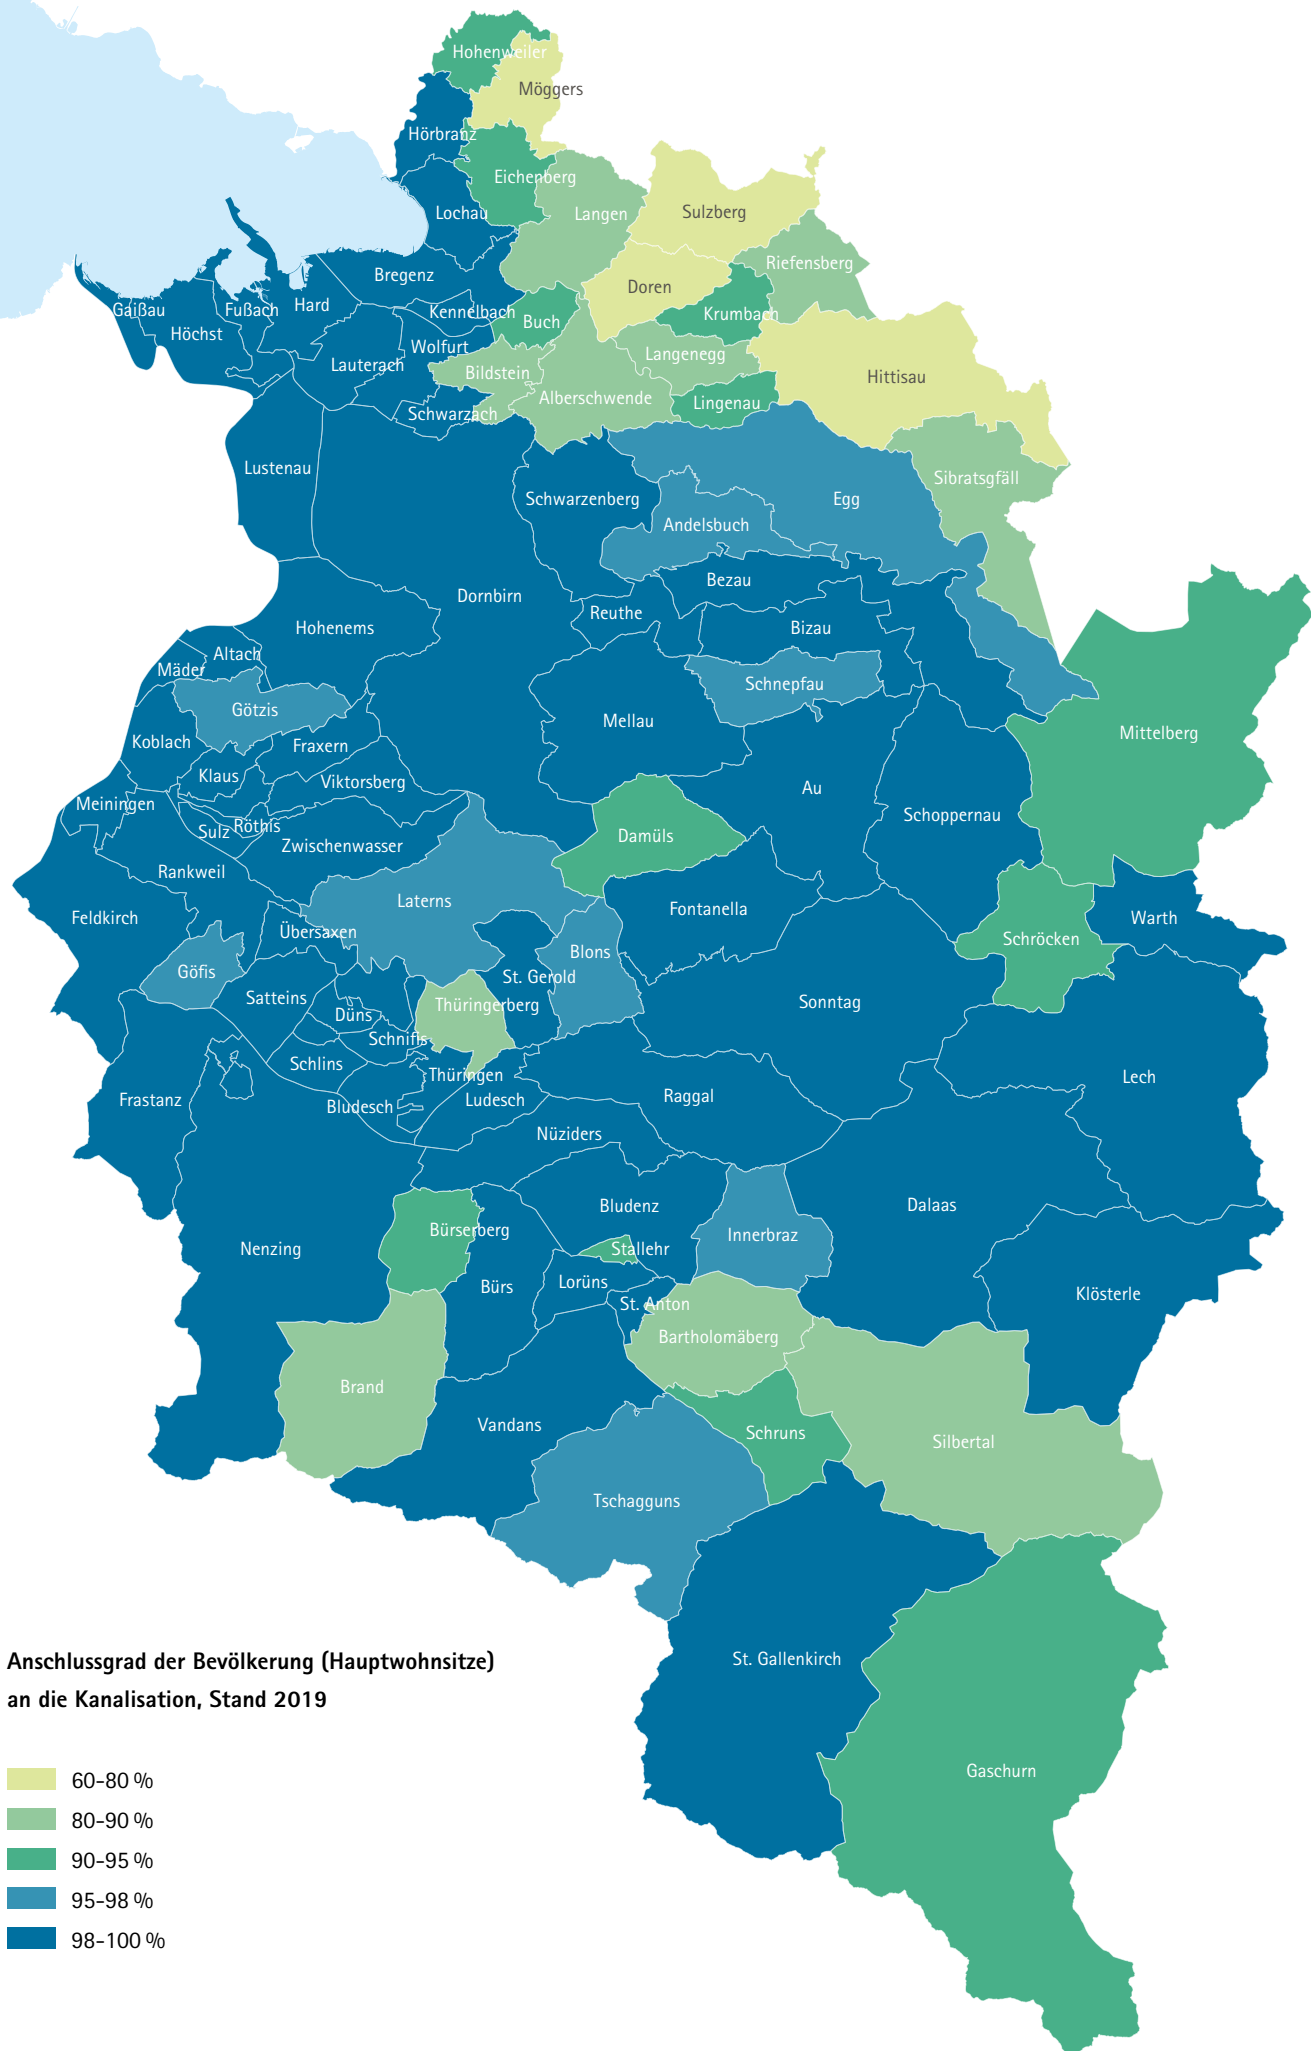 Hohenweiler
Möggers
Hörbranz
Eichenberg
Lochau
Langen
Sulzberg
Riefensberg
Bregenz
Doren
Gaißau
Fußach
Hard
Kennelbach
Krumbach
Höchst
Buch
Wolfurt
Langenegg
Lauterach
Bildstein
Hittisau
Alberschwende
Lingenau
Schwarzach
Lustenau
Sibratsgfäll
Schwarzenberg
Egg
Andelsbuch
Bezau
Dornbirn
Reuthe
Hohenems
Bizau
Altach
Mäder
Schnepfau
Götzis
Mellau
Mittelberg
Koblach
Fraxern
Klaus
Viktorsberg
Au
Meiningen
Schoppernau
Sulz
Röthis
Damüls
Zwischenwasser
Rankweil
Laterns
Fontanella
Feldkirch
Warth
Übersaxen
Schröcken
Blons
Göfis
St. Gerold
Satteins
Thüringerberg
Sonntag
Düns
Schnifis
Schlins
Thüringen
Lech
Frastanz
Bludesch
Ludesch
Raggal
Nüziders
Bludenz
Dalaas
Bürserberg
Innerbraz
Nenzing
Stallehr
Bürs
Lorüns
Klösterle
St. Anton
Bartholomäberg
Brand
Vandans
Schruns
Silbertal
Tschagguns
St. Gallenkirch
Gaschurn
Anschlussgrad der Bevölkerung (Hauptwohnsitze)
an die Kanalisation, Stand 2019
60-80 %
80-90 %
90-95 %
95-98 %
98-100 %